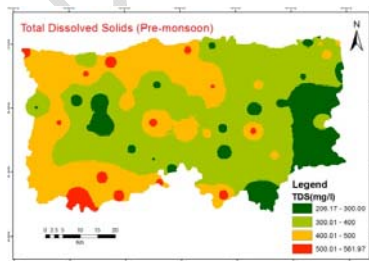 Total Dissolved Solids (Pre-monsoon)
N
Legend
TDS(mg/l)
206.17 - 300.00
300.01 - 400
400.01 - 500
500.01 - 561.97
Km